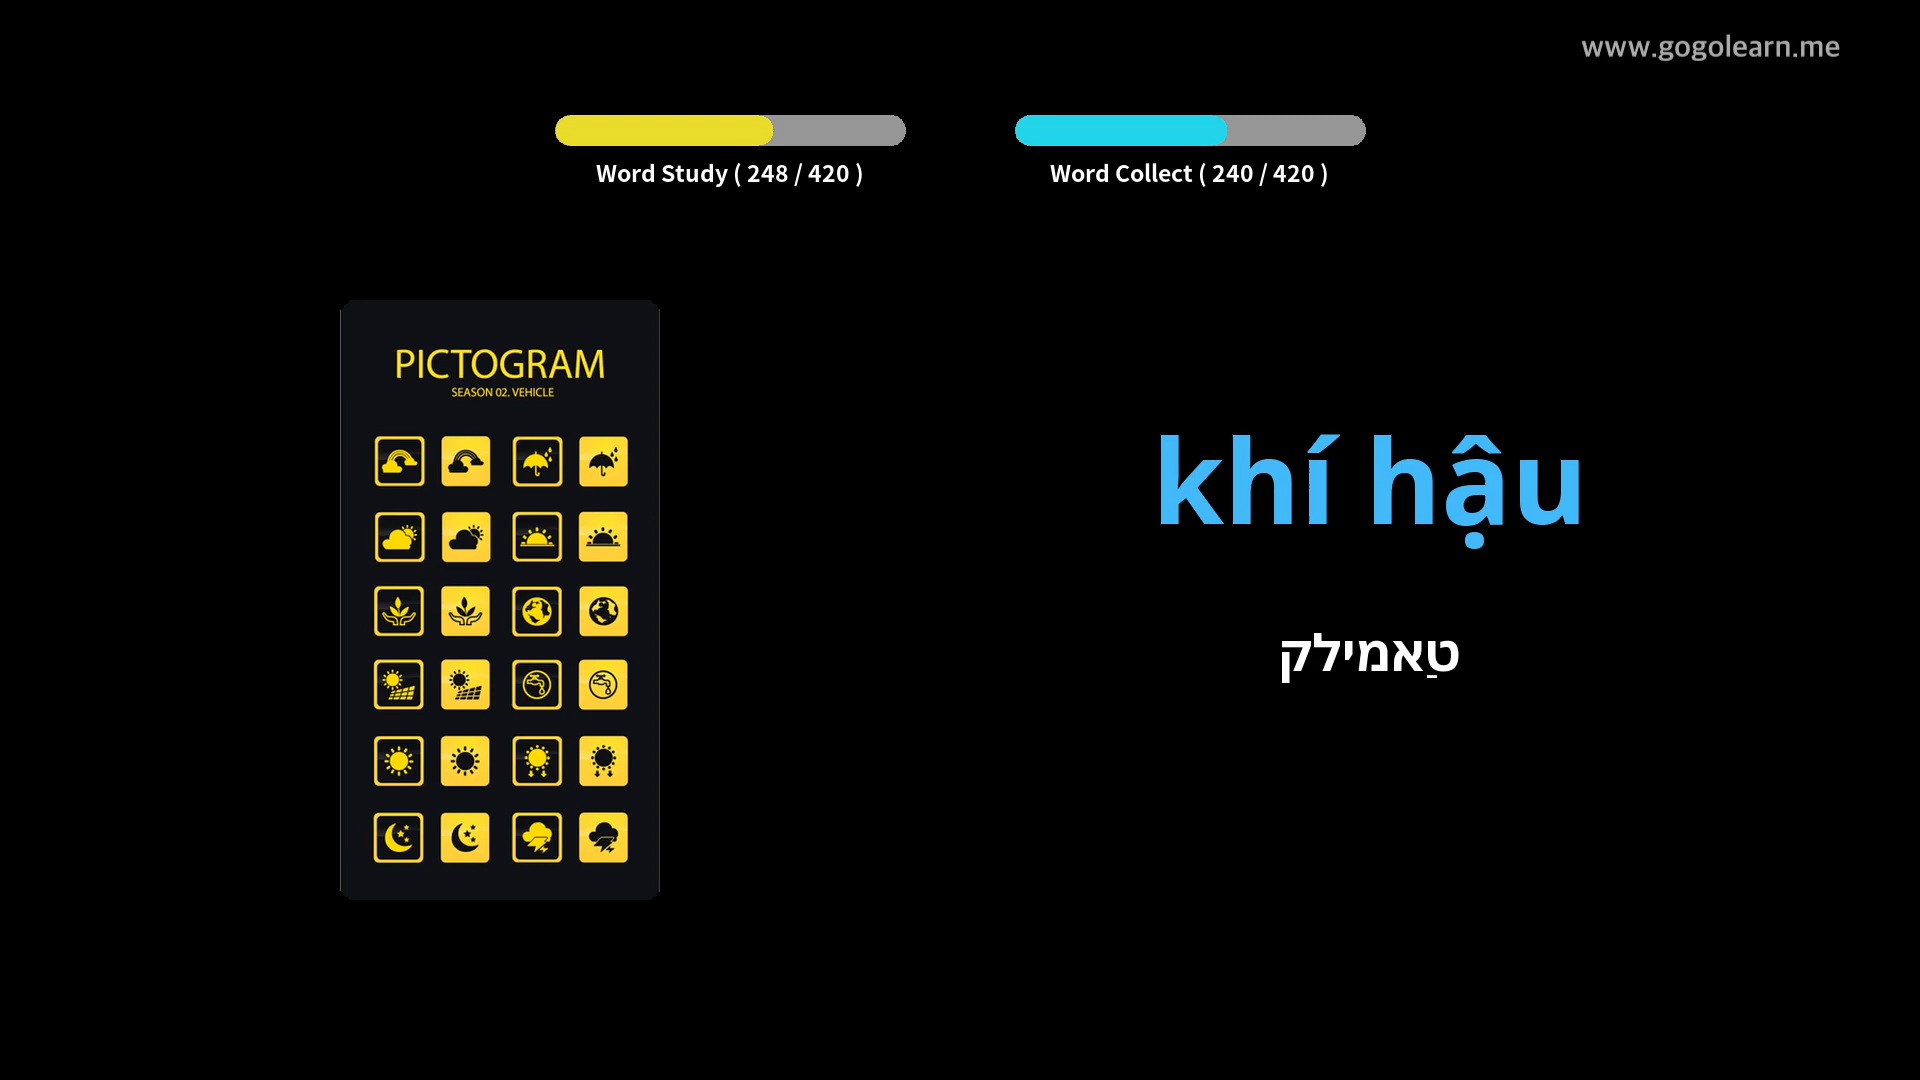 www.gogolearn.me
Word Study ( 248 / 420 )
Word Collect ( 240 / 420 )
PICTOGRAM
SEASON 02. VEHICLE
khí hậu
טַאמילק